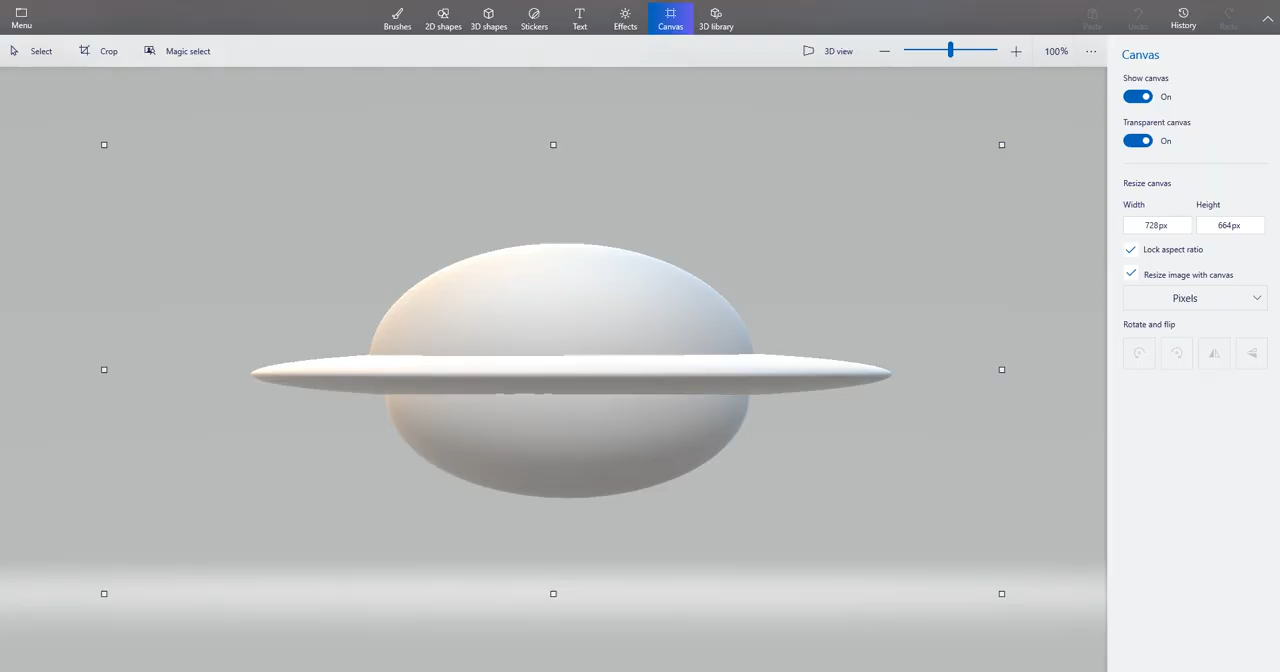 Menu
Brushes
2D shapes
3D shapes
Stickers
Text
Effects
Canvas
3D library
Paste
Undo
History
Redo
Select
Crop
Magic select
3D view
100%
Canvas
Show canvas
On
Transparent canvas
On
Resize canvas
Width Height
728px 664px
Lock aspect ratio
Resize image with canvas
Pixels
Rotate and flip